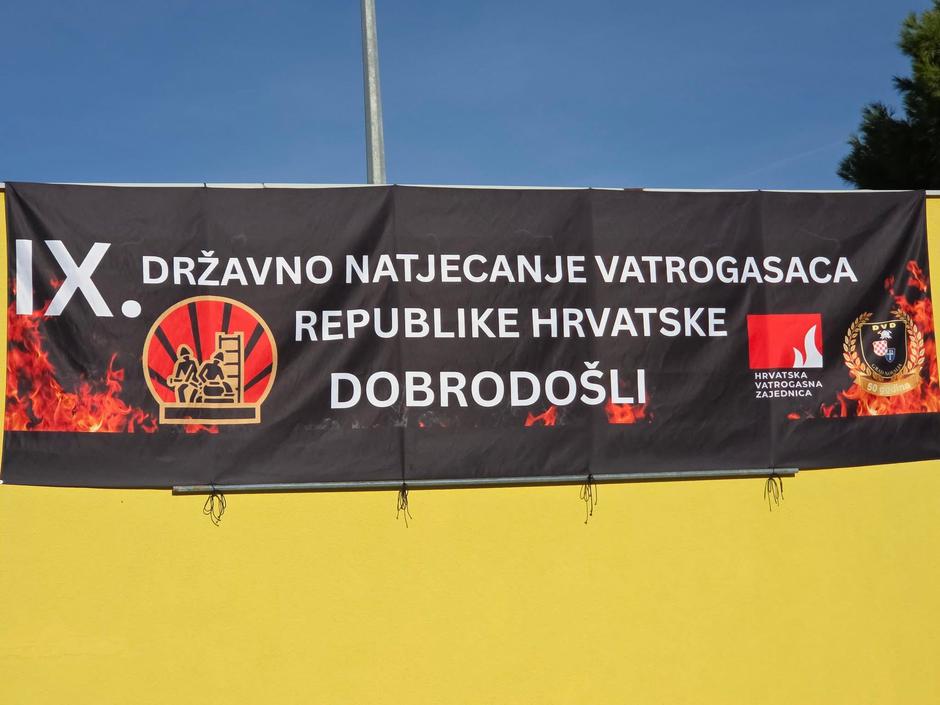 IX. DRŽAVNO NATJECANJE VATROGASACA
REPUBLIKE HRVATSKE
DOBRODOŠLI
HRVATSKA
VATROGASNA
ZAJEDNICA
DVD
50 godina